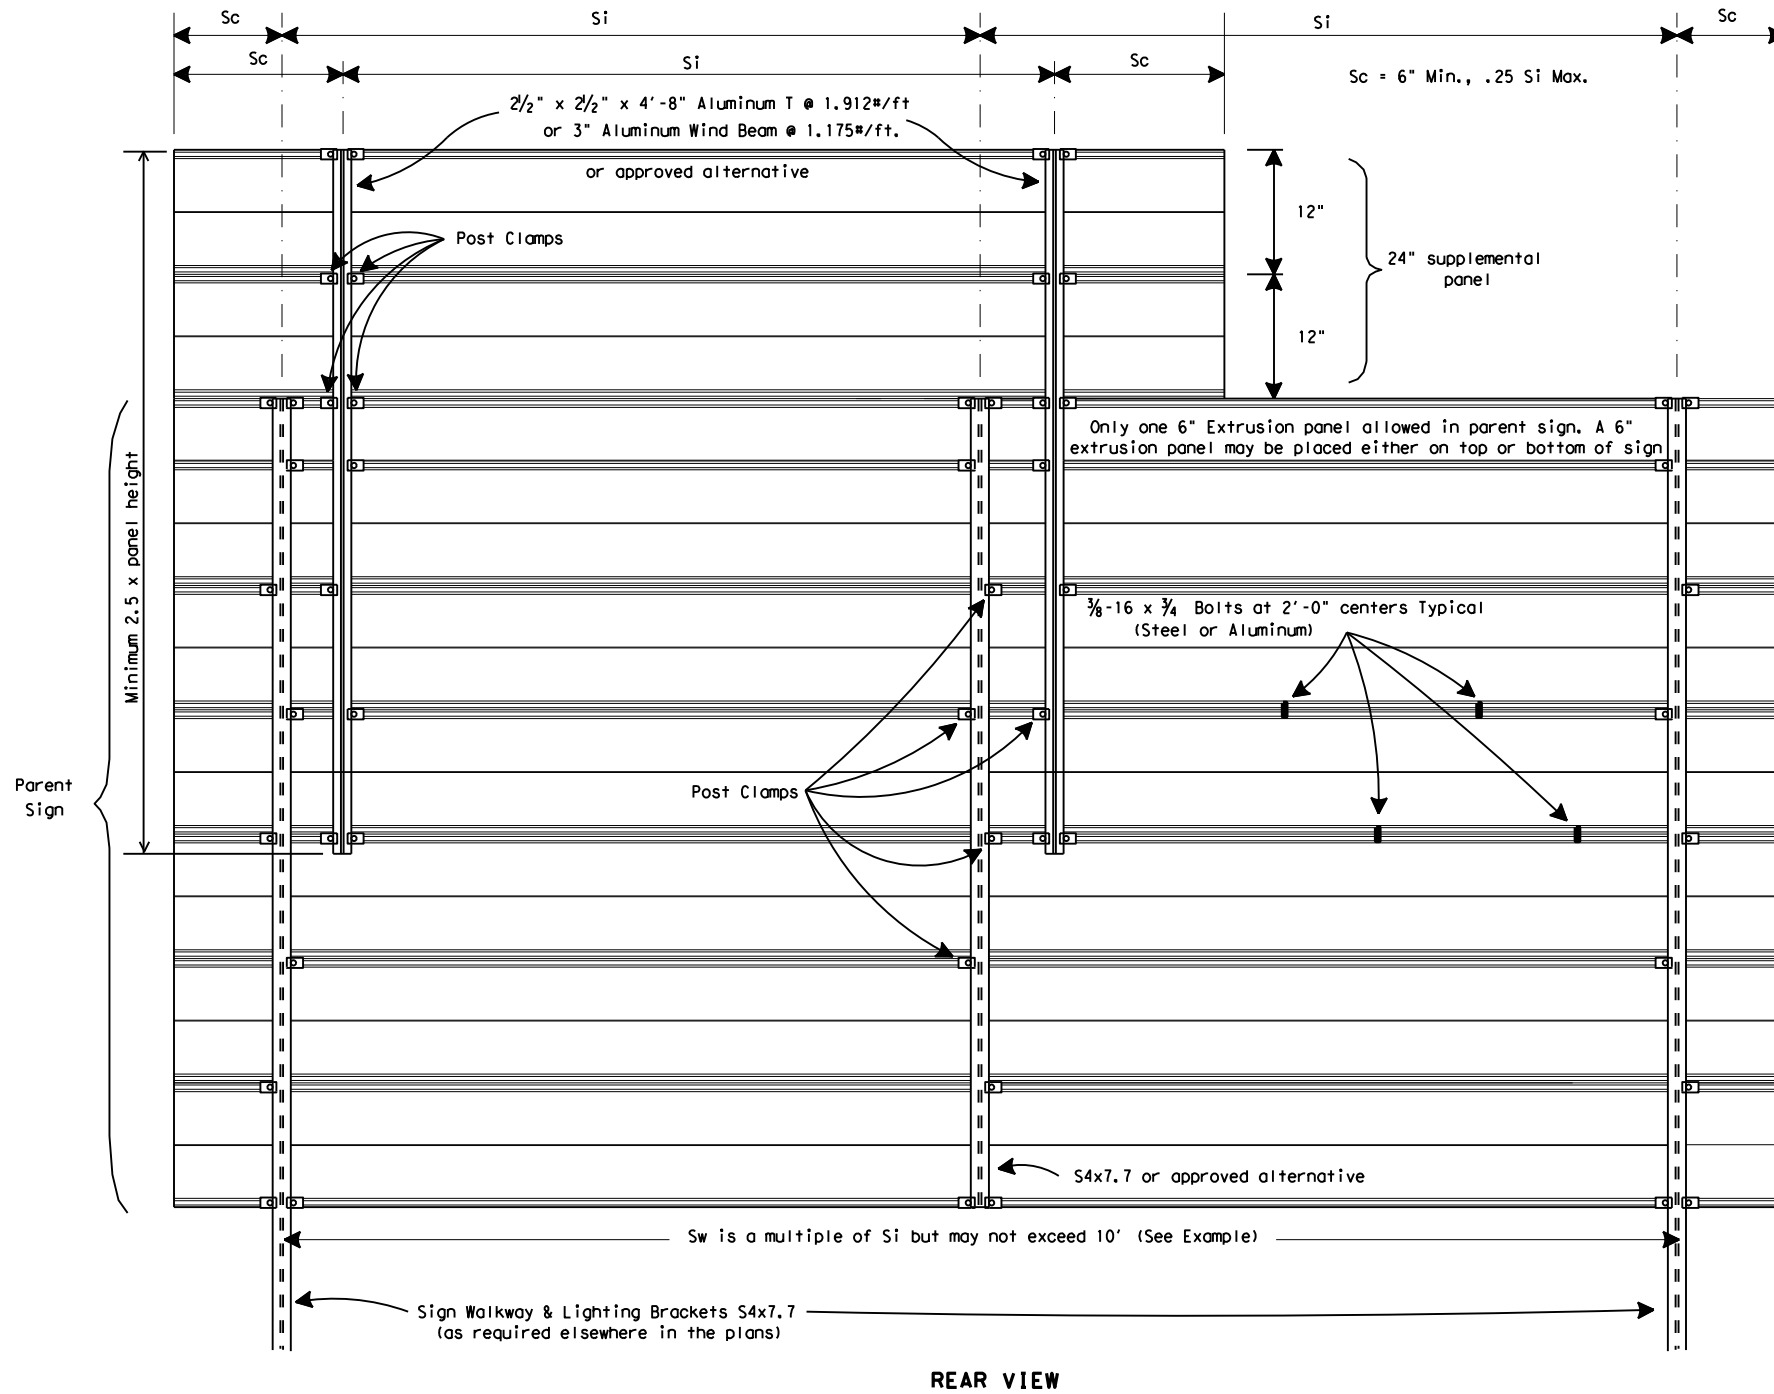 Sc
Si
Si
Sc
Sc
Si
Sc
Sc = 6" Min., .25 Si Max.
2½" x 2½" x 4'-8" Aluminum T @ 1.912#/ft
or 3" Aluminum Wind Beam @ 1.175#/ft.
or approved alternative
12"
Post Clamps
24" supplemental
panel
12"
Only one 6" Extrusion panel allowed in parent sign. A 6"
extrusion panel may be placed either on top or bottom of sign
Minimum 2.5 x panel height
⅜-16 x ¾ Bolts at 2'-0" centers Typical
(Steel or Aluminum)
Parent
Sign
Post Clamps
S4x7.7 or approved alternative
Sw is a multiple of Si but may not exceed 10' (See Example)
Sign Walkway & Lighting Brackets S4x7.7
(as required elsewhere in the plans)
REAR VIEW